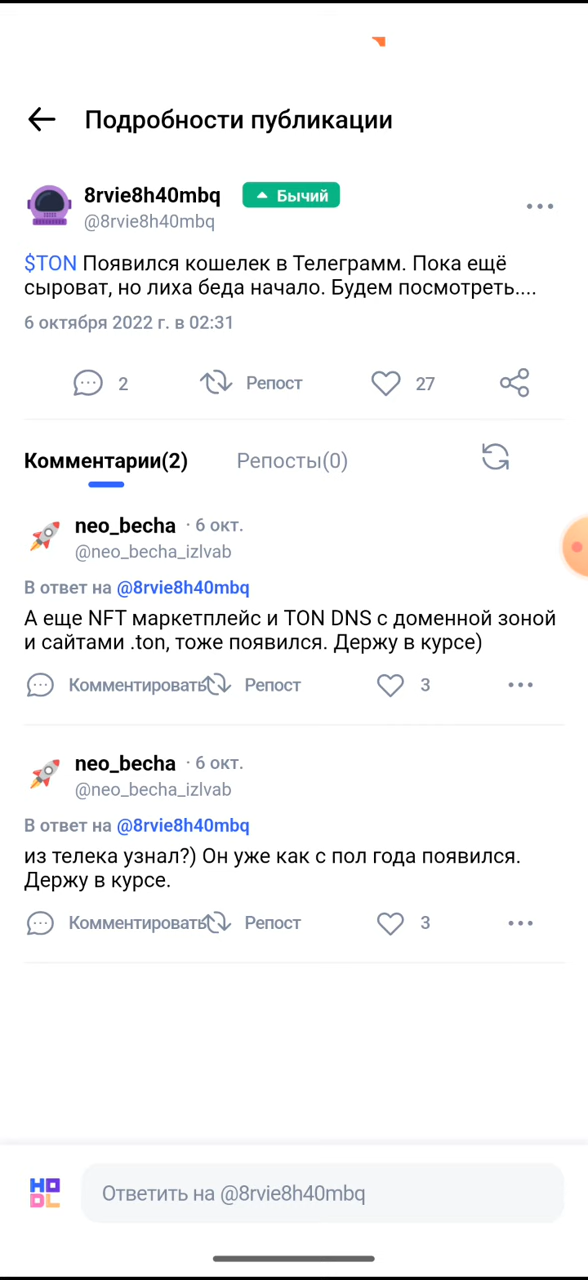 Подробности публикации
8rvie8h40mbq
Бычий
@8rvie8h40mbq
$TON Появился кошелек в Телеграмм. Пока ещё
сыроват, но лиха беда начало. Будем посмотреть....
6 октября 2022 г. в 02:31
2
Репост
27
Комментарии(2)
Репосты(0)
neo_becha · 6 окт.
@neo_becha_izlvab
В ответ на @8rvie8h40mbq
А еще NFT маркетплейс и TON DNS с доменной зоной
и сайтами .ton, тоже появился. Держу в курсе)
Комментировать Репост 3
neo_becha · 6 окт.
@neo_becha_izlvab
В ответ на @8rvie8h40mbq
из телека узнал?) Он уже как с пол года появился.
Держу в курсе.
Комментировать Репост 3
HODL
Ответить на @8rvie8h40mbq